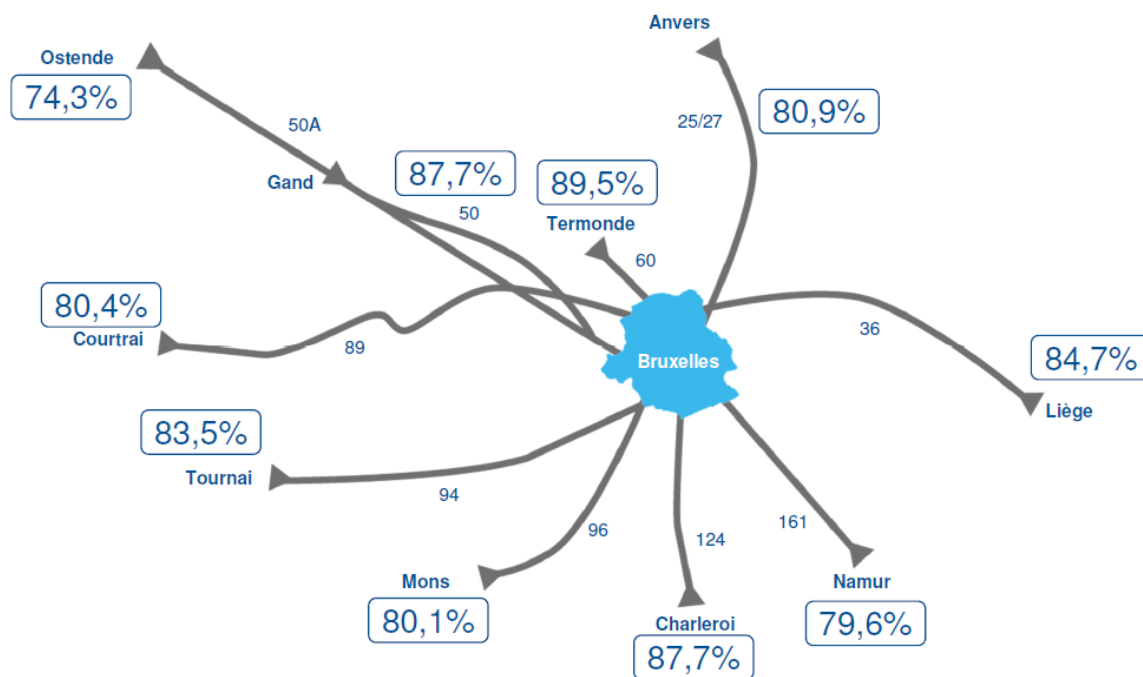 Anvers
Ostende
74,3%
50A
25/27
80,9%
Gand
87,7%
50
89,5%
Termonde
60
80,4%
Courtrai
89
Bruxelles
36
84,7%
Liège
83,5%
Tournai
94
96
124
161
Mons
80,1%
Charleroi
87,7%
Namur
79,6%